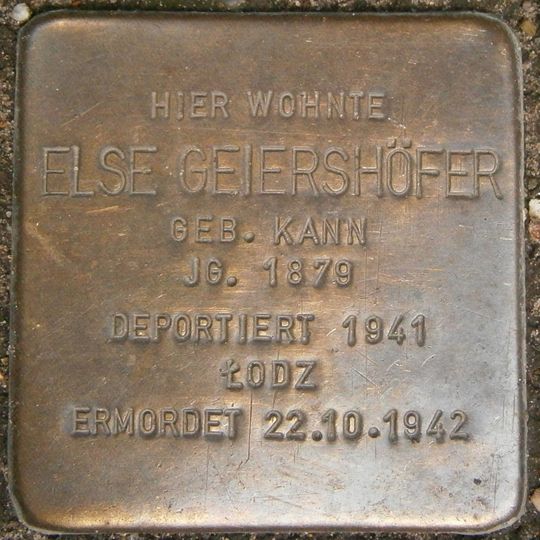 HIER WOHNTE
ELSE GEIERSHÖFER
GEB. KANN
JG. 1879
DEPORTIERT 1941
ŁODZ
ERMORDET 22.10.1942